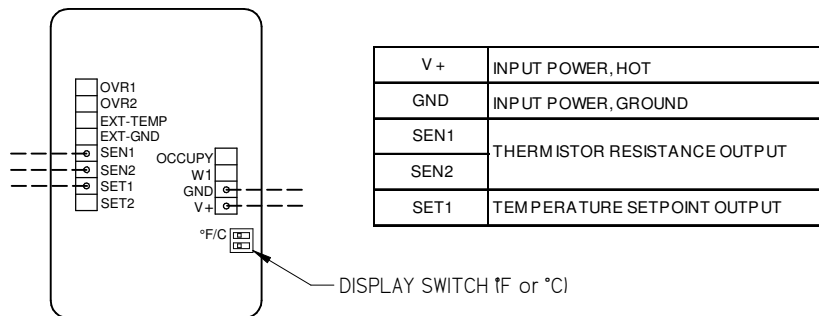 OVR1
OVR2
EXT-TEMP
EXT-GND
SEN1
SEN2
SET1
SET2
OCCUPY
W1
GND
V+
°F/C
DISPLAY SWITCH °F or °C)
V + INPUT POWER, HOT
GND INPUT POWER, GROUND
SEN1
THERMISTOR RESISTANCE OUTPUT
SEN2
SET1 TEMPERATURE SETPOINT OUTPUT